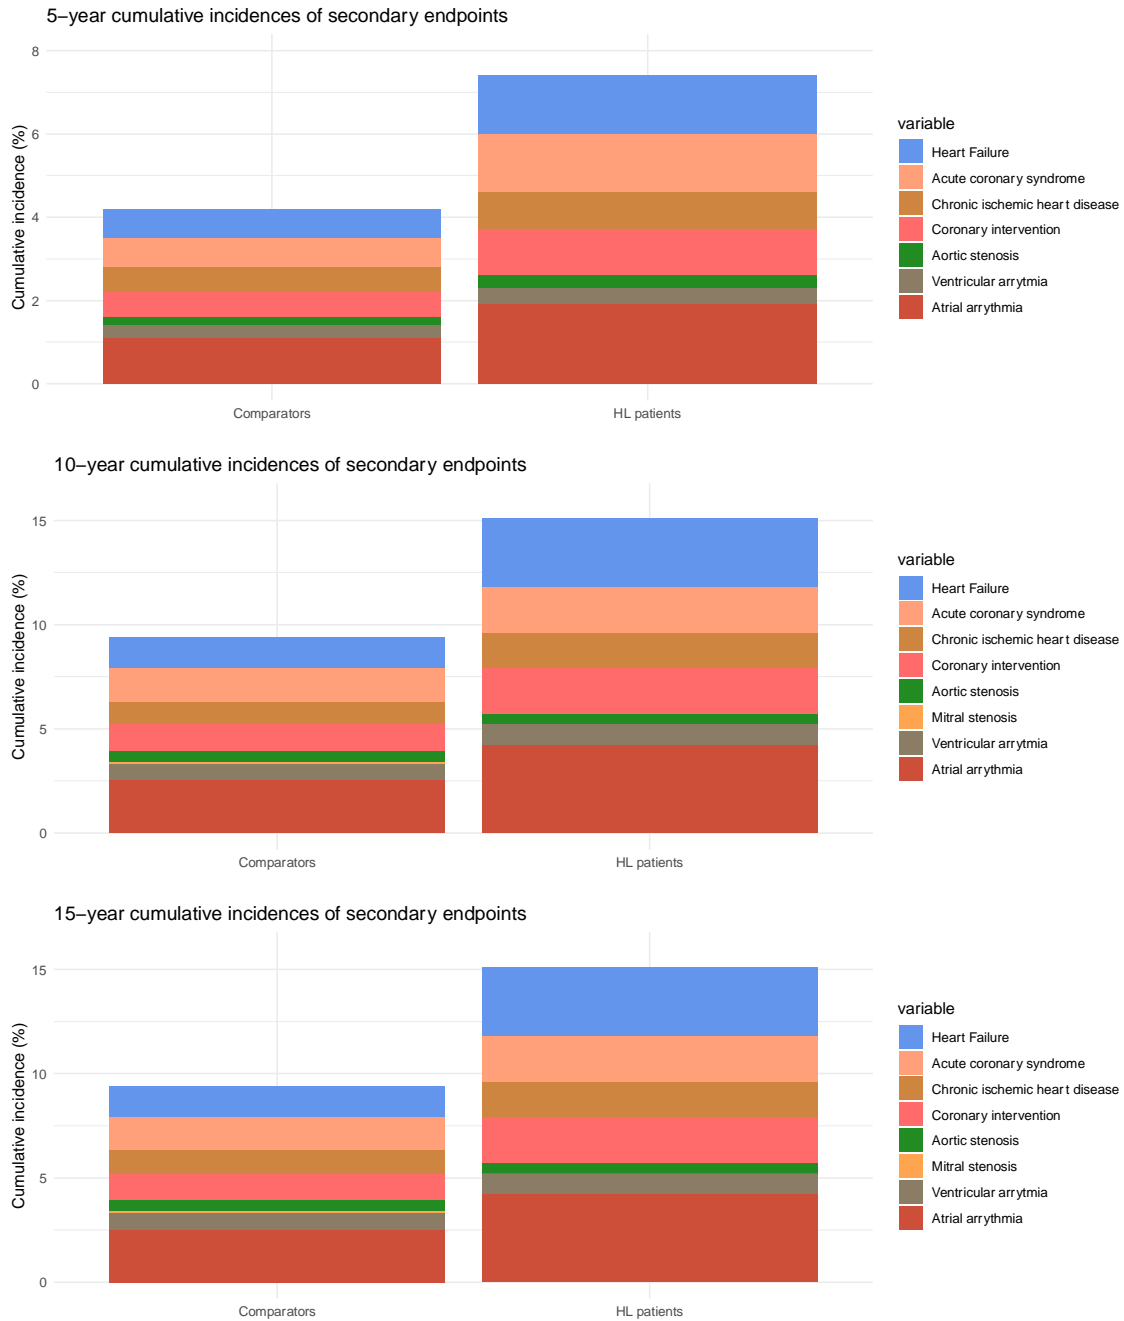 5−year cumulative incidences of secondary endpoints
8
6
4
2
0
Cumulative incidence (%)
Comparators
HL patients
variable
Heart Failure
Acute coronary syndrome
Chronic ischemic heart disease
Coronary intervention
Aortic stenosis
Ventricular arrytmia
Atrial arrythmia
10−year cumulative incidences of secondary endpoints
15
10
5
0
Cumulative incidence (%)
Comparators
HL patients
variable
Heart Failure
Acute coronary syndrome
Chronic ischemic heart disease
Coronary intervention
Aortic stenosis
Mitral stenosis
Ventricular arrytmia
Atrial arrythmia
15−year cumulative incidences of secondary endpoints
15
10
5
0
Cumulative incidence (%)
Comparators
HL patients
variable
Heart Failure
Acute coronary syndrome
Chronic ischemic heart disease
Coronary intervention
Aortic stenosis
Mitral stenosis
Ventricular arrytmia
Atrial arrythmia